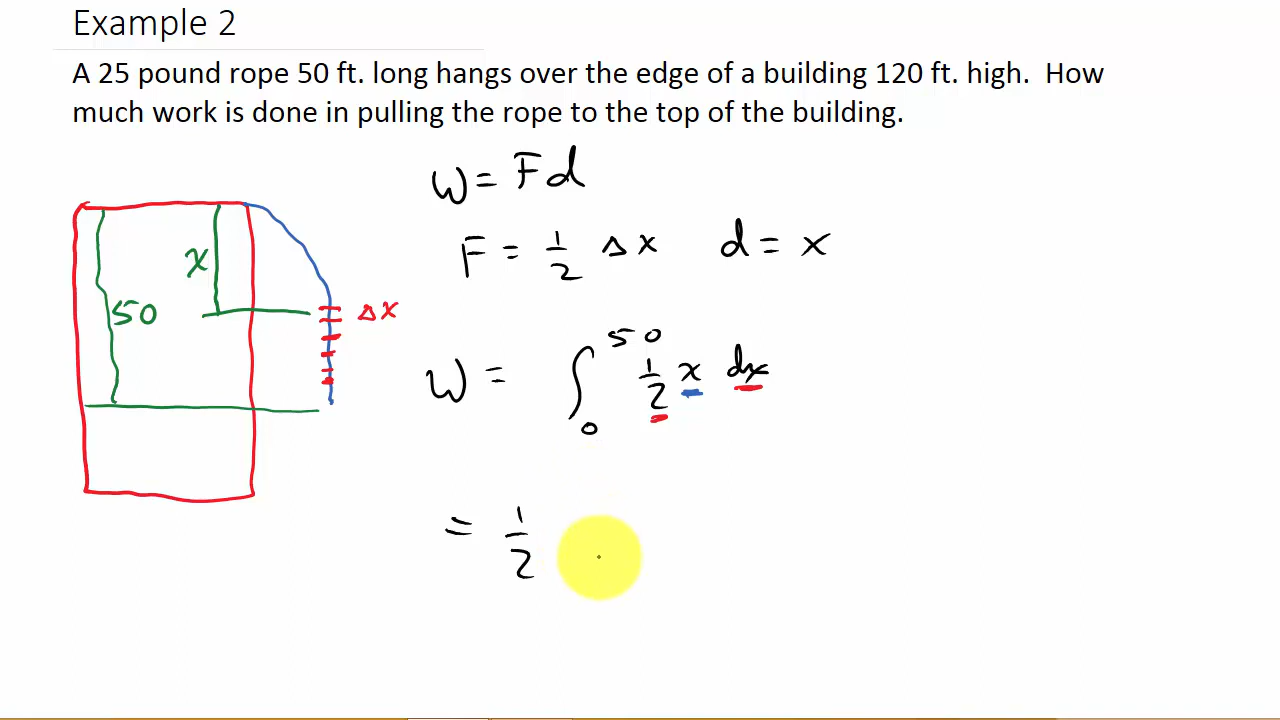 Example 2
A 25 pound rope 50 ft. long hangs over the edge of a building 120 ft. high. How
much work is done in pulling the rope to the top of the building.
W = Fd
F = 1/2 Δx d = x
x
50
Δx
W = ∫₀⁵⁰ 1/2 x dx
= 1/2